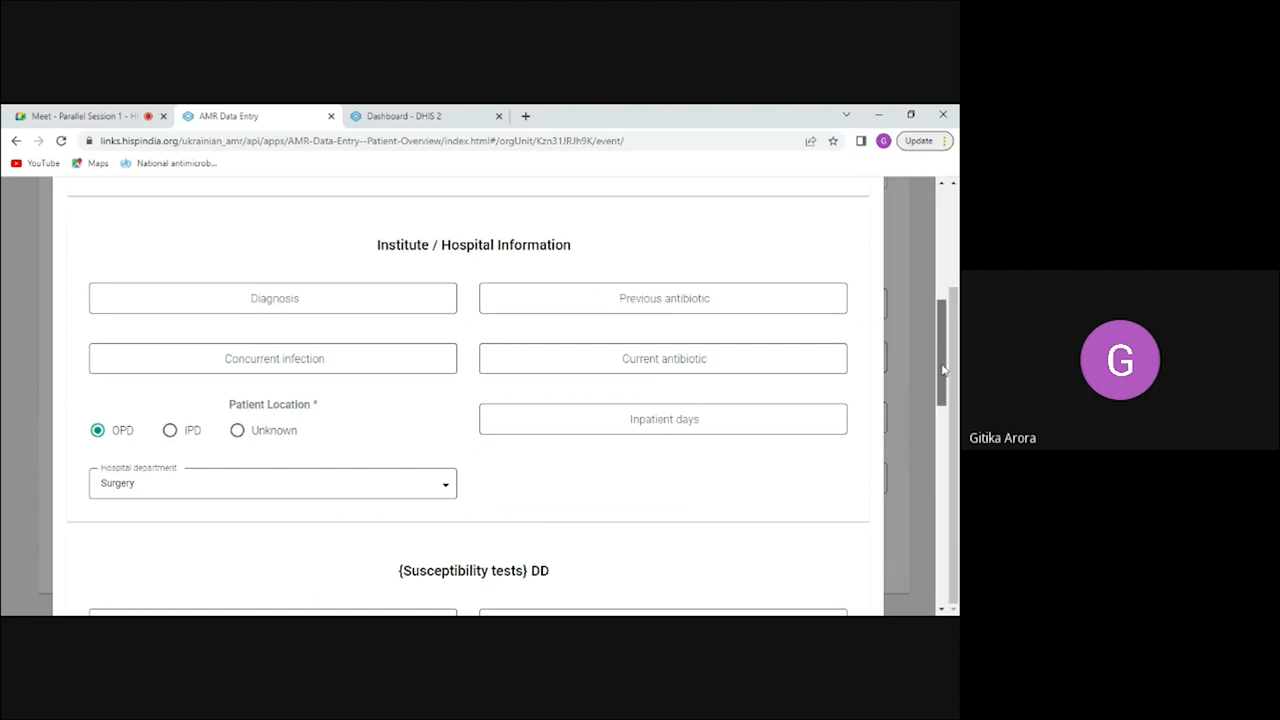 Meet - Parallel Session 1 - H
AMR Data Entry
Dashboard - DHIS 2
links.hispindia.org/ukrainian_amr/api/apps/AMR-Data-Entry--Patient-Overview/index.html#/orgUnit/Kzn31JRJh9K/event/
G
Update
YouTube
Maps
National antimicrob...
Institute / Hospital Information
Diagnosis
Previous antibiotic
Concurrent infection
Current antibiotic
Patient Location *
OPD
IPD
Unknown
Inpatient days
Hospital department
Surgery
{Susceptibility tests} DD
G
Gitika Arora